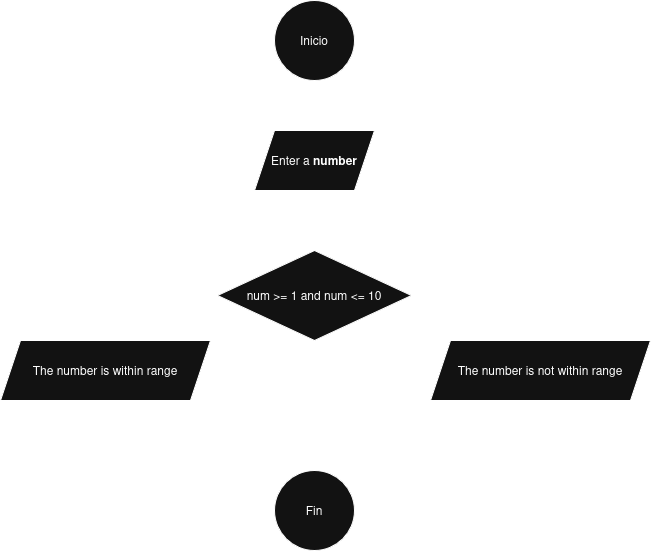 Inicio
Enter a number
num >= 1 and num <= 10
The number is within range
The number is not within range
Fin